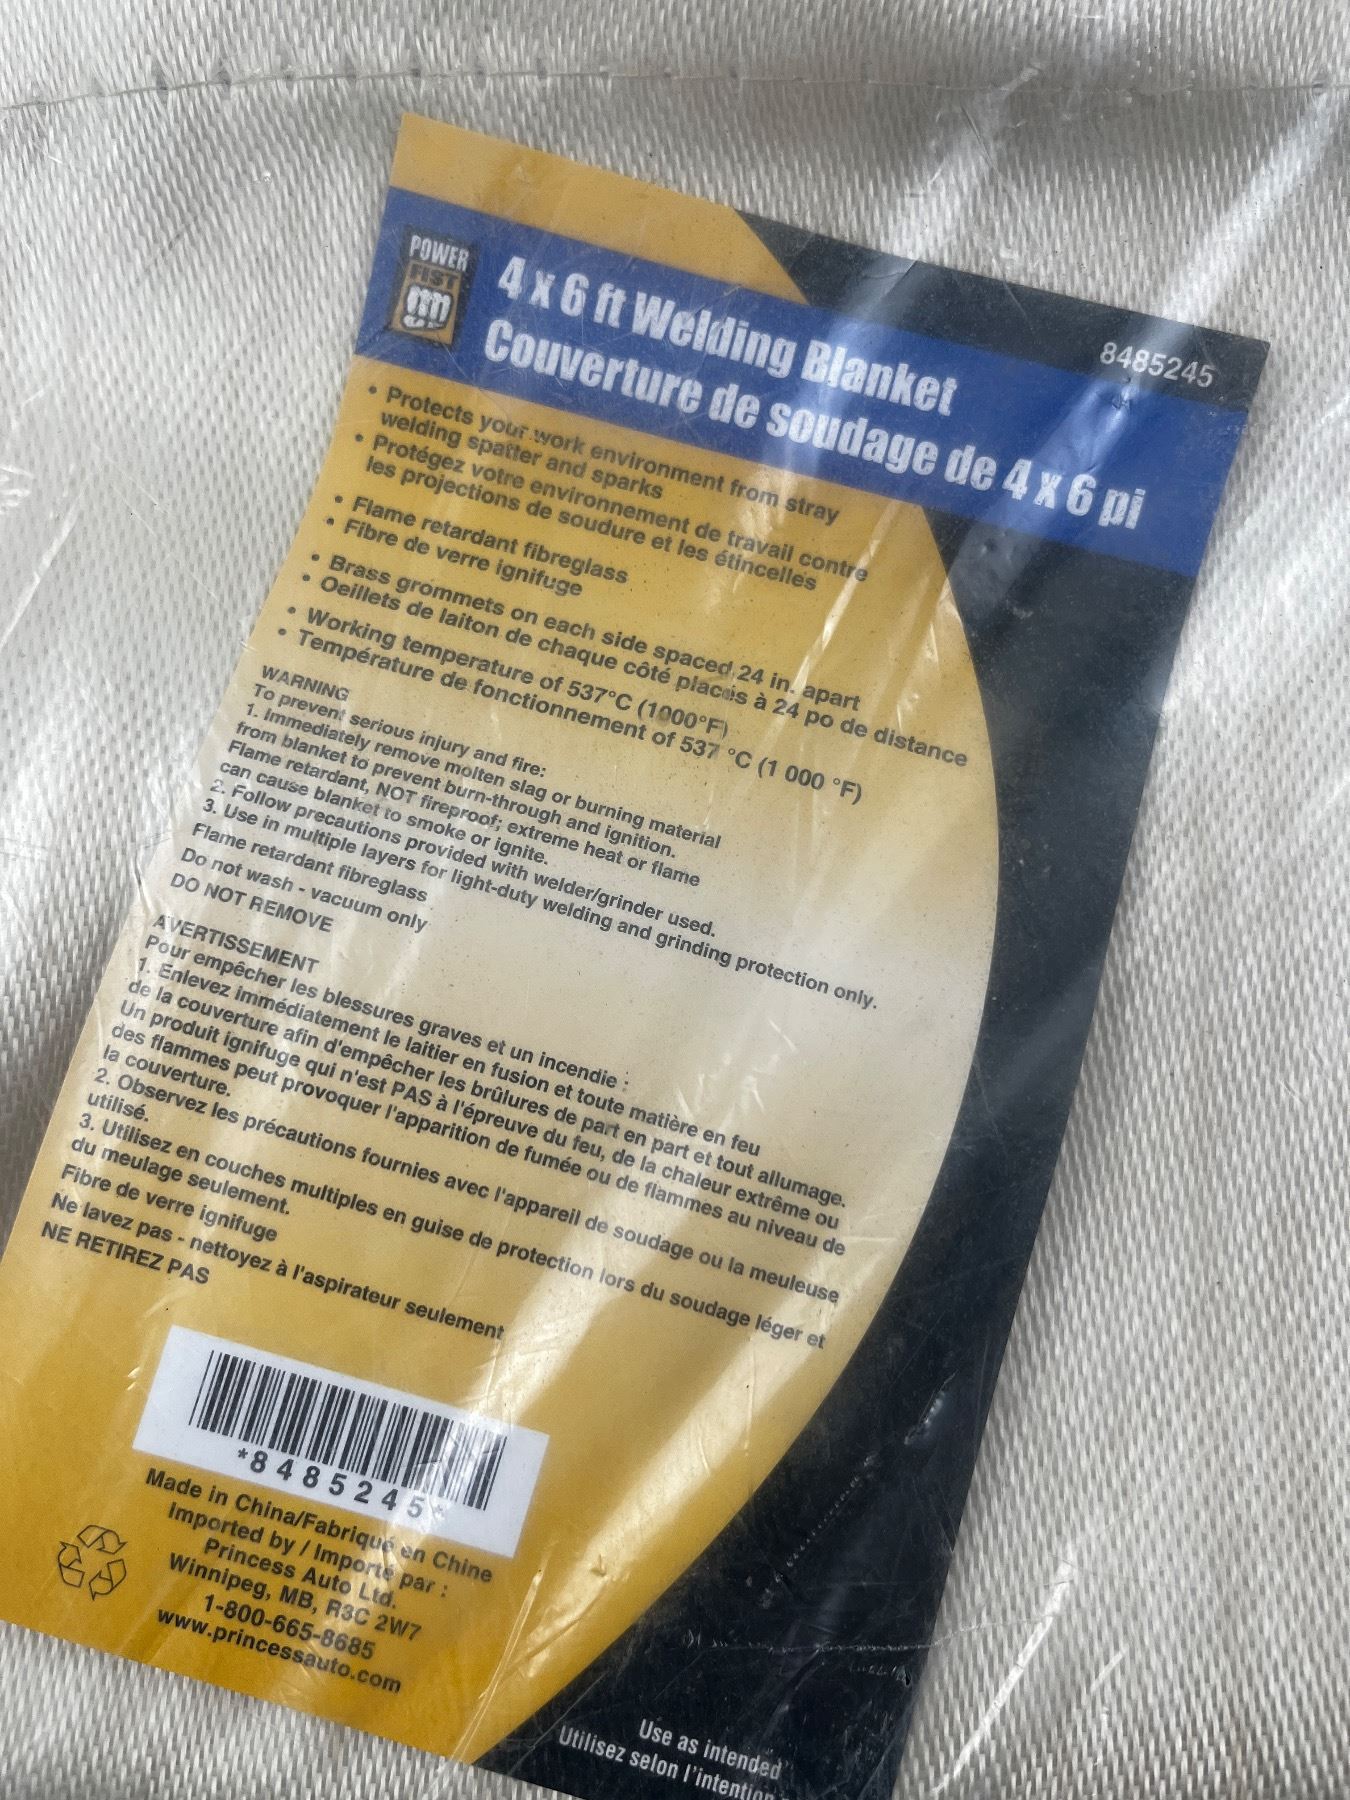 POWER
FIST
4 x 6 ft Welding Blanket
Couverture de soudage de 4 x 6 pi
8485245
• Protects your work environment from stray
welding spatter and sparks
• Protégez votre environnement de travail contre
les projections de soudure et les étincelles
• Flame retardant fibreglass
• Fibre de verre ignifuge
• Brass grommets on each side spaced 24 in. apart
• Oeillets de laiton de chaque côté placés à 24 po de distance
• Working temperature of 537°C (1000°F)
• Température de fonctionnement of 537 °C (1 000 °F)
WARNING
To prevent serious injury and fire:
1. Immediately remove molten slag or burning material
from blanket to prevent burn-through and ignition.
Flame retardant, NOT fireproof; extreme heat or flame
can cause blanket to smoke or ignite.
2. Follow precautions provided with welder/grinder used.
3. Use in multiple layers for light-duty welding and grinding protection only.
Flame retardant fibreglass
Do not wash - vacuum only
DO NOT REMOVE
AVERTISSEMENT
Pour empêcher les blessures graves et un incendie :
1. Enlevez immédiatement le laitier en fusion et toute matière en feu
de la couverture afin d'empêcher les brûlures de part en part et tout allumage.
Un produit ignifuge qui n'est PAS à l'épreuve du feu, de la chaleur extrême ou
des flammes peut provoquer l'apparition de fumée ou de flammes au niveau de
la couverture.
2. Observez les précautions fournies avec l'appareil de soudage ou la meuleuse
utilisé.
3. Utilisez en couches multiples en guise de protection lors du soudage léger et
du meulage seulement.
Fibre de verre ignifuge
Ne lavez pas - nettoyez à l'aspirateur seulement
NE RETIREZ PAS
*8485245*
Made in China/Fabriqué en Chine
Imported by / Importé par :
Princess Auto Ltd.
Winnipeg, MB, R3C 2W7
1-800-665-8685
www.princessauto.com
Use as intended
Utilisez selon l'intention